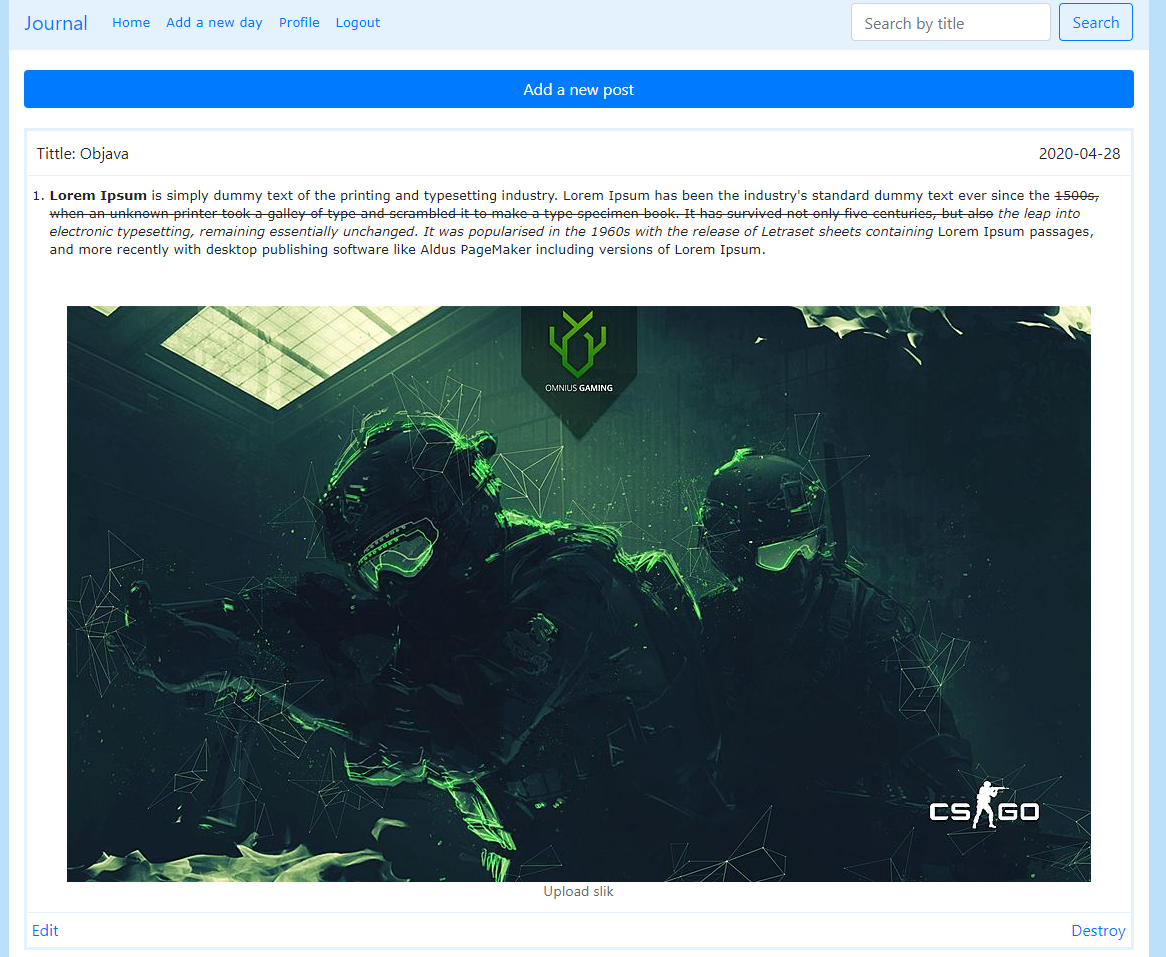 Journal Home Add a new day Profile Logout Search by title Search
Add a new post
Tittle: Objava 2020-04-28
1. Lorem Ipsum is simply dummy text of the printing and typesetting industry. Lorem Ipsum has been the industry's standard dummy text ever since the 1500s,
when an unknown printer took a galley of type and scrambled it to make a type specimen book. It has survived not only five centuries, but also the leap into
electronic typesetting, remaining essentially unchanged. It was popularised in the 1960s with the release of Letraset sheets containing Lorem Ipsum passages,
and more recently with desktop publishing software like Aldus PageMaker including versions of Lorem Ipsum.
OMNIUS GAMING
CS GO
Upload slik
Edit Destroy